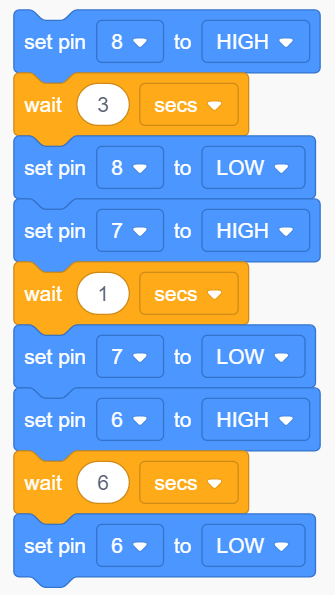 set pin 8 to HIGH
wait 3 secs
set pin 8 to LOW
set pin 7 to HIGH
wait 1 secs
set pin 7 to LOW
set pin 6 to HIGH
wait 6 secs
set pin 6 to LOW